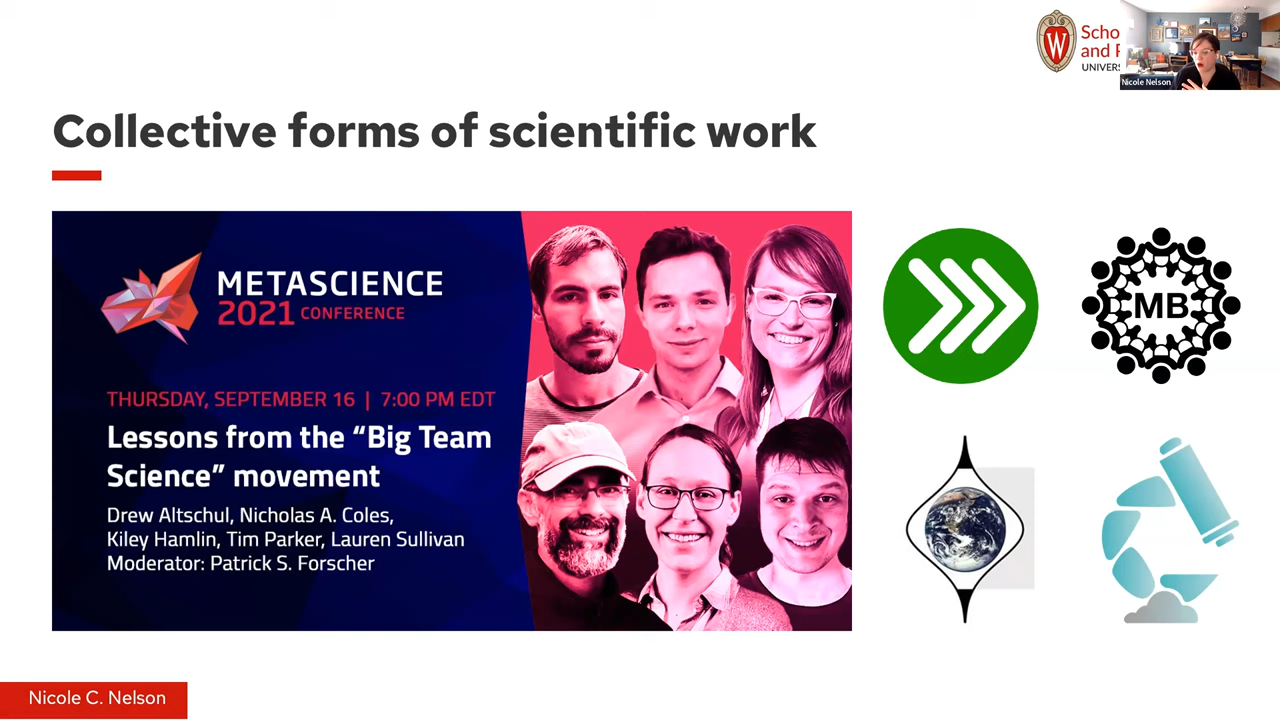 W
Scho
and P
UNIVERS
Nicole Nelson
Collective forms of scientific work
METASCIENCE
2021 CONFERENCE
THURSDAY, SEPTEMBER 16 | 7:00 PM EDT
Lessons from the “Big Team
Science” movement
Drew Altschul, Nicholas A. Coles,
Kiley Hamlin, Tim Parker, Lauren Sullivan
Moderator: Patrick S. Forscher
MB
Nicole C. Nelson